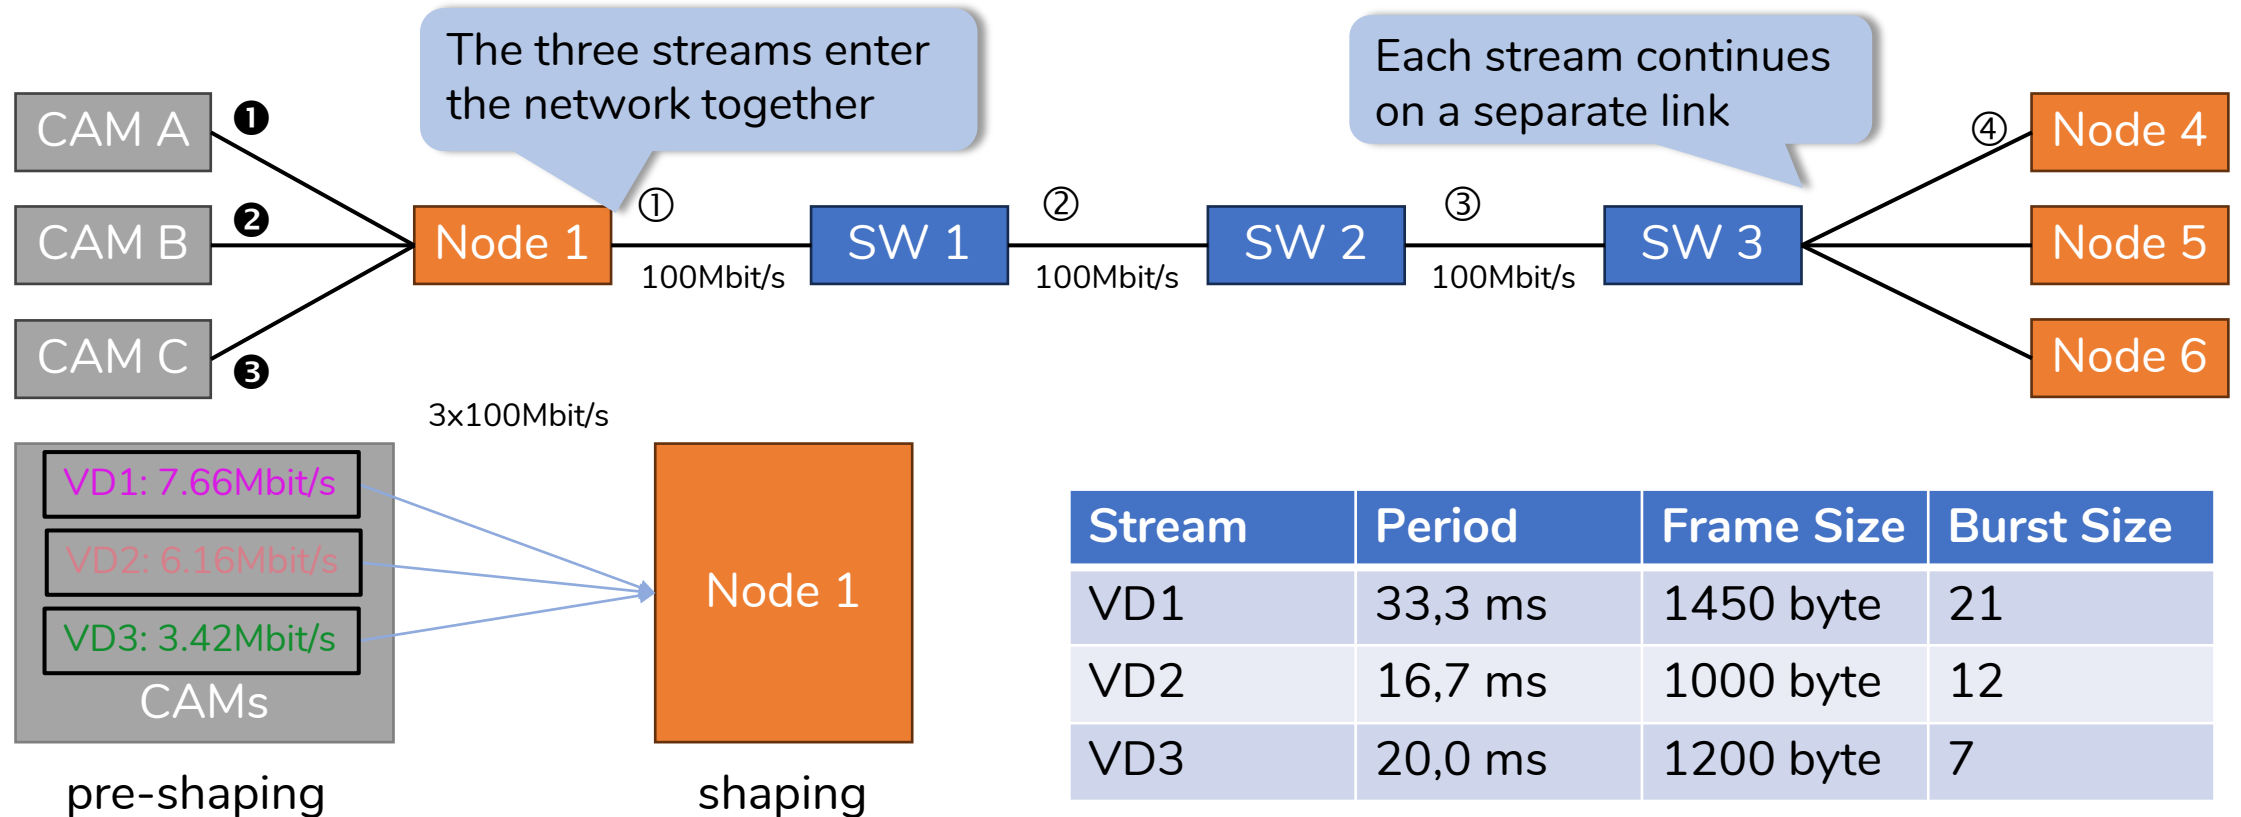 The three streams enter
the network together
Each stream continues
on a separate link
CAM A
❶
CAM B
❷
CAM C
❸
Node 1
①
100Mbit/s
SW 1
②
100Mbit/s
SW 2
③
100Mbit/s
SW 3
④
Node 4
Node 5
Node 6
3x100Mbit/s
VD1: 7.66Mbit/s
VD2: 6.16Mbit/s
VD3: 3.42Mbit/s
CAMs
pre-shaping
Node 1
shaping
Stream Period Frame Size Burst Size
VD1 33,3 ms 1450 byte 21
VD2 16,7 ms 1000 byte 12
VD3 20,0 ms 1200 byte 7